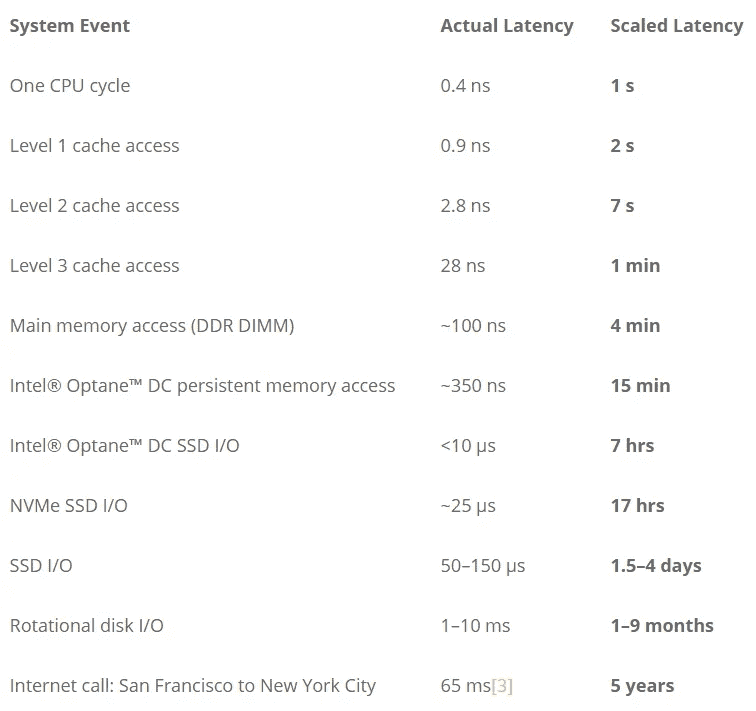 System Event Actual Latency Scaled Latency
One CPU cycle 0.4 ns 1 s
Level 1 cache access 0.9 ns 2 s
Level 2 cache access 2.8 ns 7 s
Level 3 cache access 28 ns 1 min
Main memory access (DDR DIMM) ~100 ns 4 min
Intel® Optane™ DC persistent memory access ~350 ns 15 min
Intel® Optane™ DC SSD I/O <10 μs 7 hrs
NVMe SSD I/O ~25 μs 17 hrs
SSD I/O 50–150 μs 1.5–4 days
Rotational disk I/O 1–10 ms 1–9 months
Internet call: San Francisco to New York City 65 ms[3] 5 years